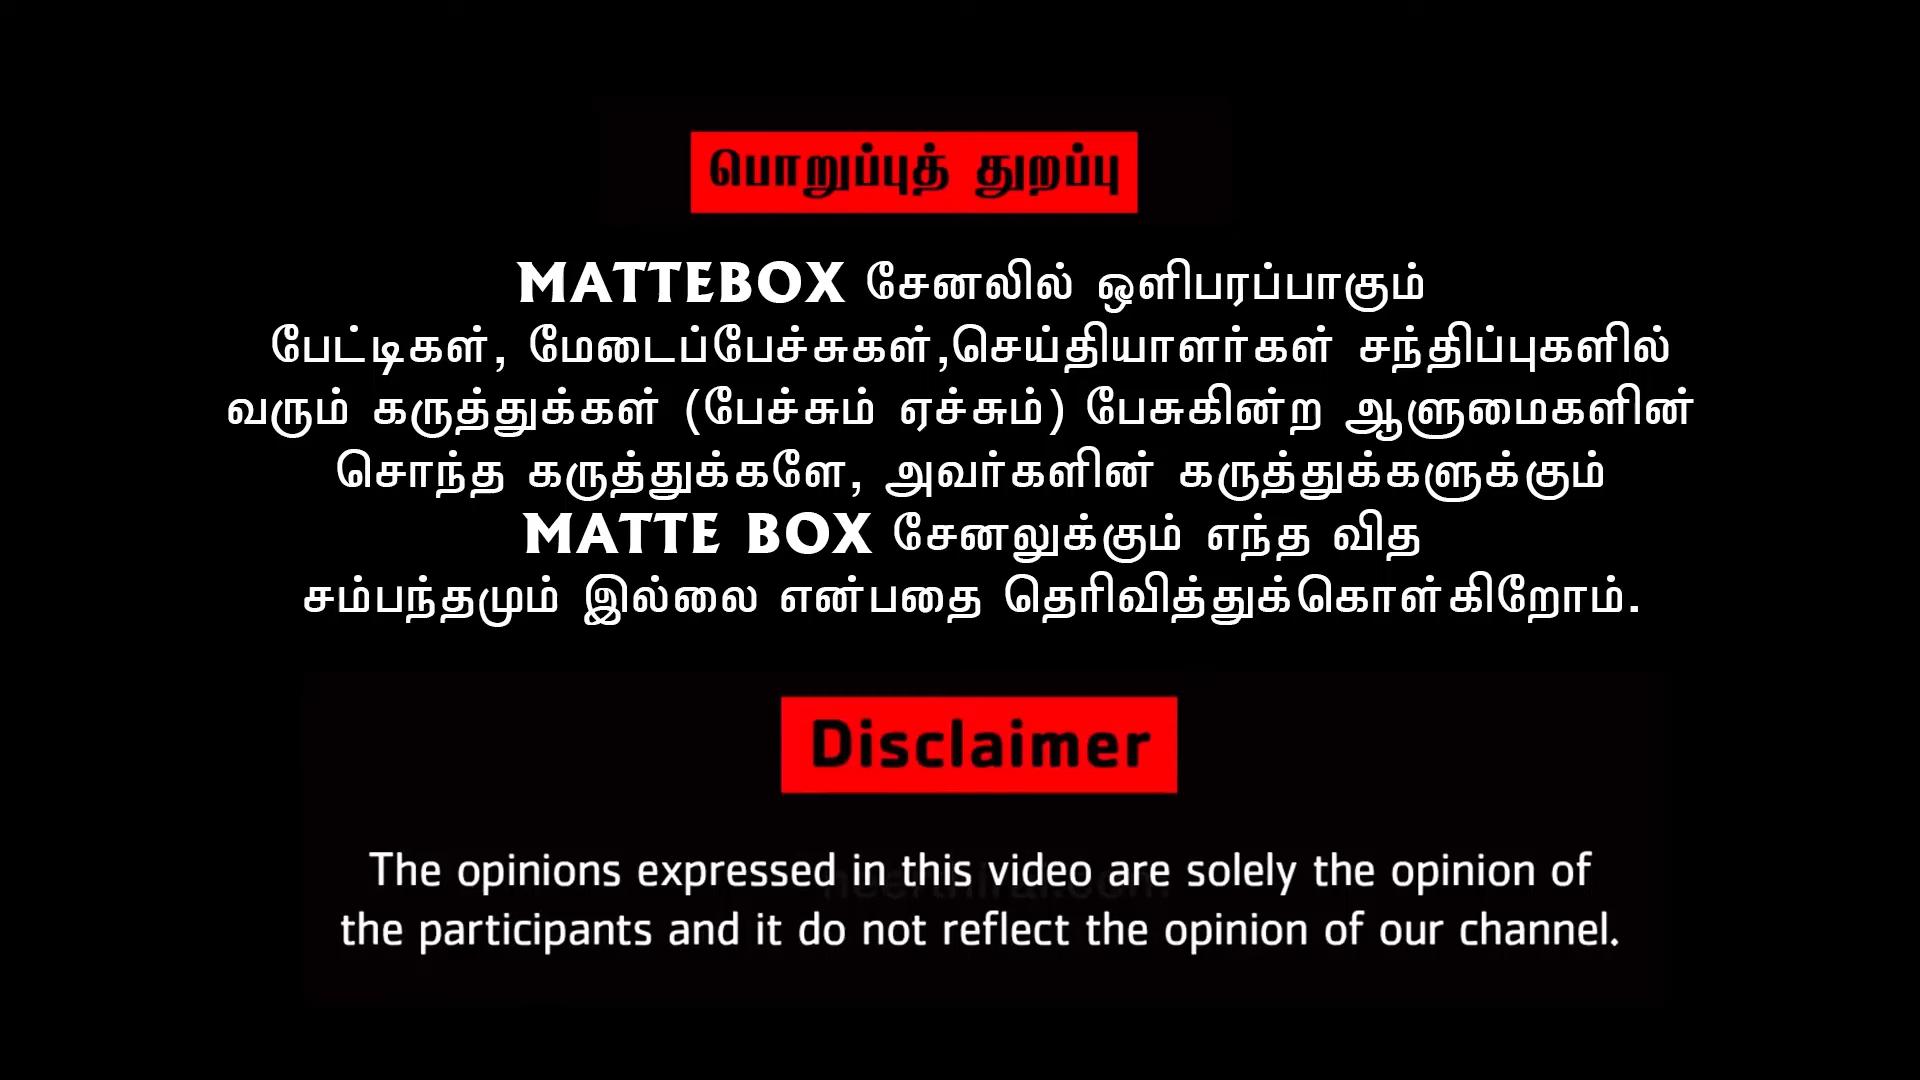 பொறுப்புத் துறப்பு
MATTEBOX சேனலில் ஒளிபரப்பாகும்
பேட்டிகள், மேடைப்பேச்சுகள்,செய்தியாளர்கள் சந்திப்புகளில்
வரும் கருத்துக்கள் (பேச்சும் ஏச்சும்) பேசுகின்ற ஆளுமைகளின்
சொந்த கருத்துக்களே, அவர்களின் கருத்துக்களுக்கும்
MATTE BOX சேனலுக்கும் எந்த வித
சம்பந்தமும் இல்லை என்பதை தெரிவித்துக்கொள்கிறோம்.
Disclaimer
The opinions expressed in this video are solely the opinion of
the participants and it do not reflect the opinion of our channel.